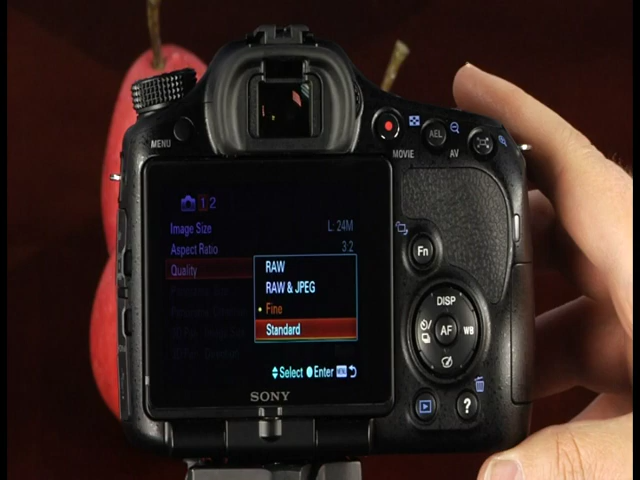 MENU
MOVIE
AEL
AV
1 2
Image Size L: 24M
Aspect Ratio 3:2
Quality
RAW
RAW & JPEG
Fine
Standard
Select Enter MENU
Fn
DISP
AF
WB
?
SONY